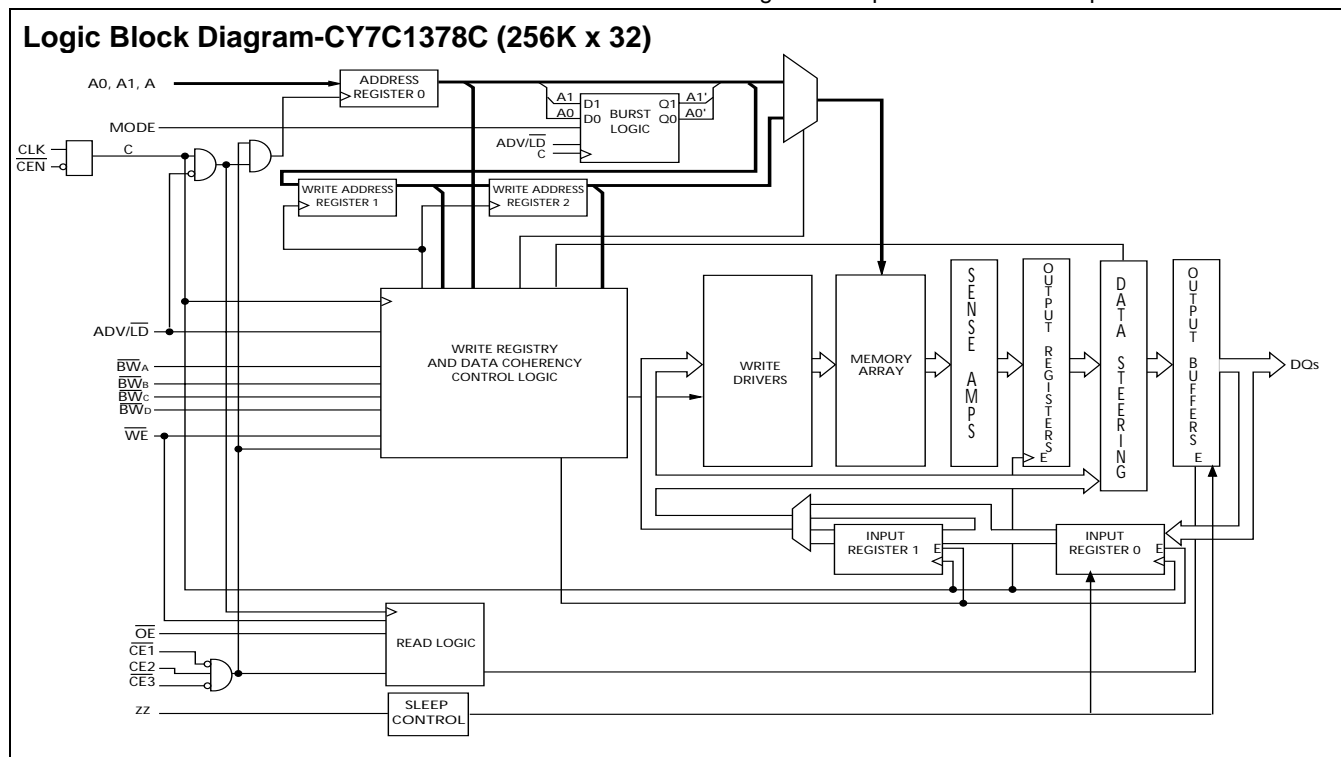 Logic Block Diagram-CY7C1378C (256K x 32)
A0, A1, A
ADDRESS
REGISTER 0
A1
A0
D1
D0
BURST
LOGIC
Q1
Q0
A1'
A0'
MODE
ADV/LD
C
CLK
CEN
C
WRITE ADDRESS
REGISTER 1
WRITE ADDRESS
REGISTER 2
ADV/LD
BWA
BWB
BWC
BWD
WE
WRITE REGISTRY
AND DATA COHERENCY
CONTROL LOGIC
WRITE
DRIVERS
MEMORY
ARRAY
SENSE AMPS
OUTPUT REGISTERS
E
DATA STEERING
OUTPUT BUFFERS
E
DQs
INPUT
REGISTER 1
E
INPUT
REGISTER 0
E
OE
CE1
CE2
CE3
READ LOGIC
ZZ
SLEEP
CONTROL